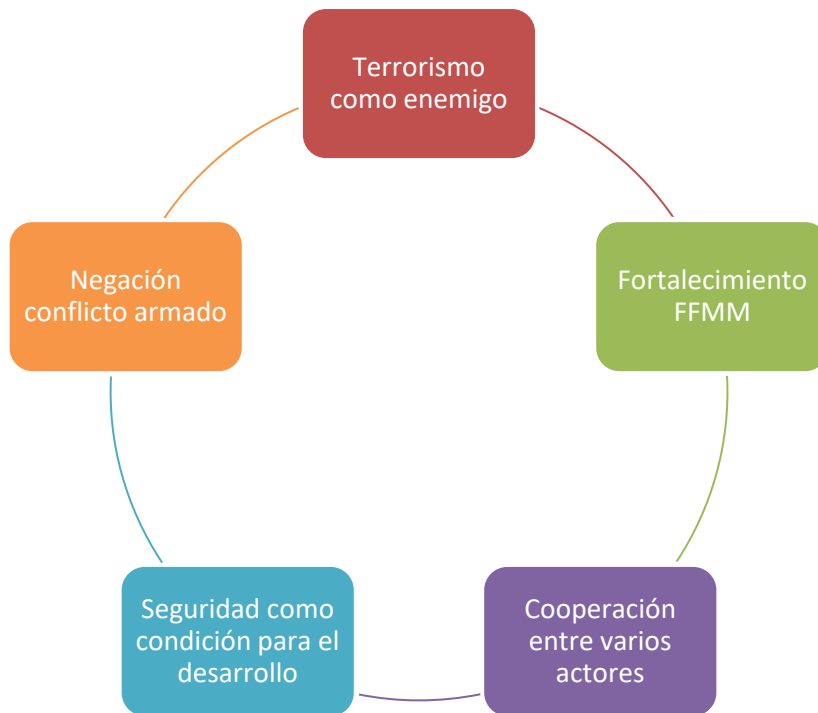 Terrorismo
como enemigo
Fortalecimiento
FFMM
Cooperación
entre varios
actores
Seguridad como
condición para el
desarrollo
Negación
conflicto armado